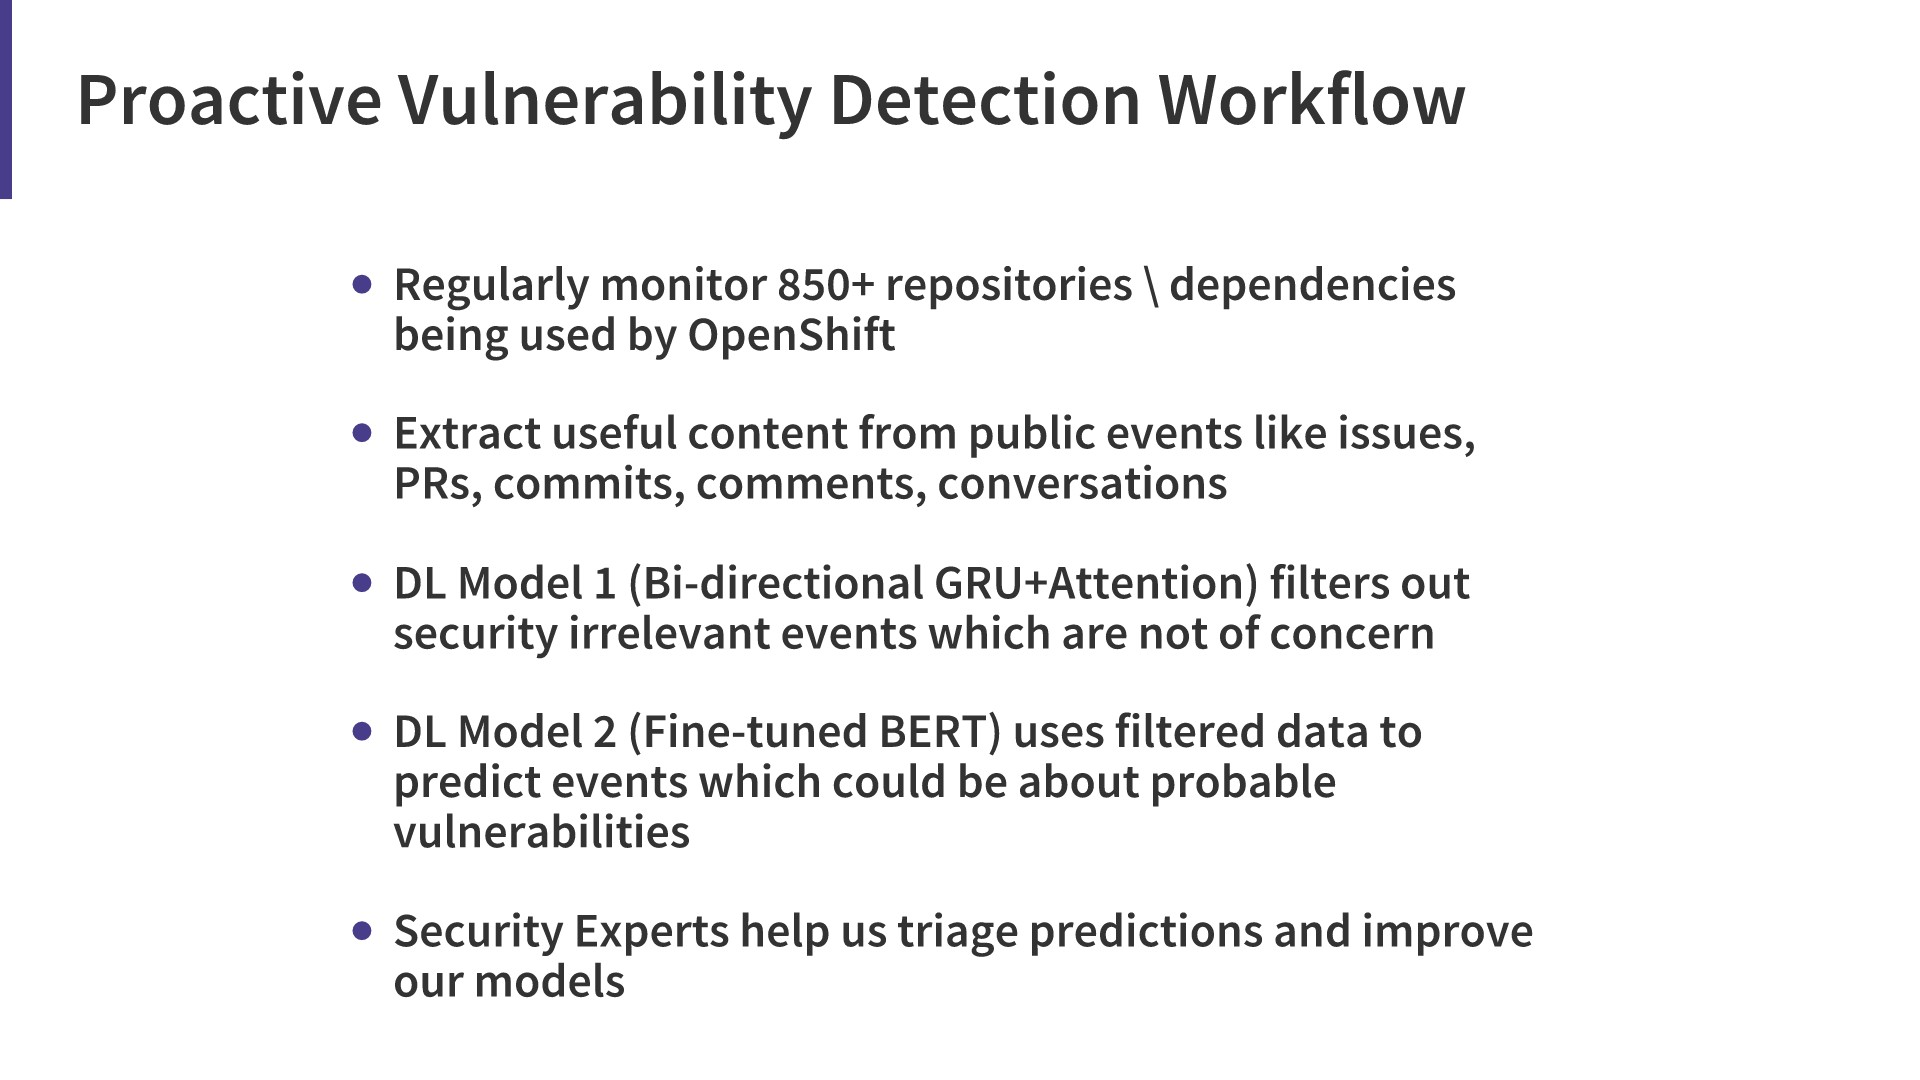 Proactive Vulnerability Detection Workflow
• Regularly monitor 850+ repositories \ dependencies
being used by OpenShift
• Extract useful content from public events like issues,
PRs, commits, comments, conversations
• DL Model 1 (Bi-directional GRU+Attention) filters out
security irrelevant events which are not of concern
• DL Model 2 (Fine-tuned BERT) uses filtered data to
predict events which could be about probable
vulnerabilities
• Security Experts help us triage predictions and improve
our models